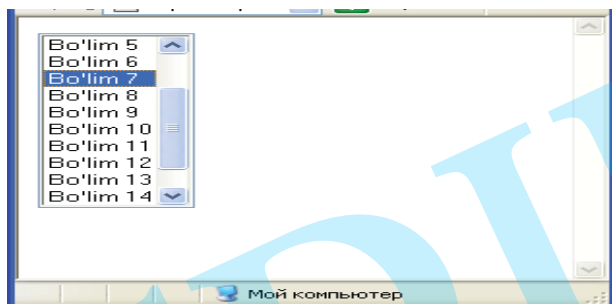 Bo'lim 5
Bo'lim 6
Bo'lim 7
Bo'lim 8
Bo'lim 9
Bo'lim 10
Bo'lim 11
Bo'lim 12
Bo'lim 13
Bo'lim 14
Мой компьютер